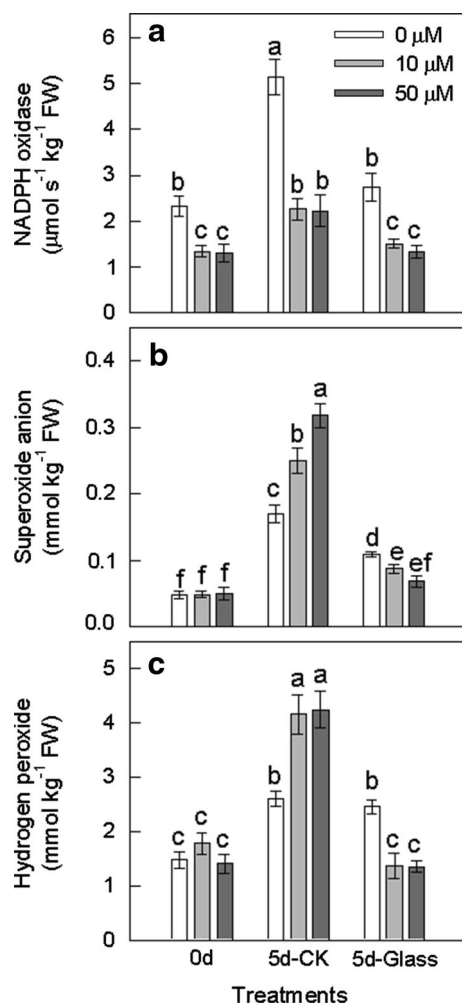 a
0 μM
10 μM
50 μM
NADPH oxidase
(μmol s⁻¹ kg⁻¹ FW)
6
5
4
3
2
1
0
b
c
c
a
b
b
b
c
c
b
Superoxide anion
(mmol kg⁻¹ FW)
0.4
0.3
0.2
0.1
0.0
f
f
f
c
b
a
d
e
ef
c
Hydrogen peroxide
(mmol kg⁻¹ FW)
5
4
3
2
1
0
c
c
c
b
a
a
b
c
c
0d
5d-CK
5d-Glass
Treatments